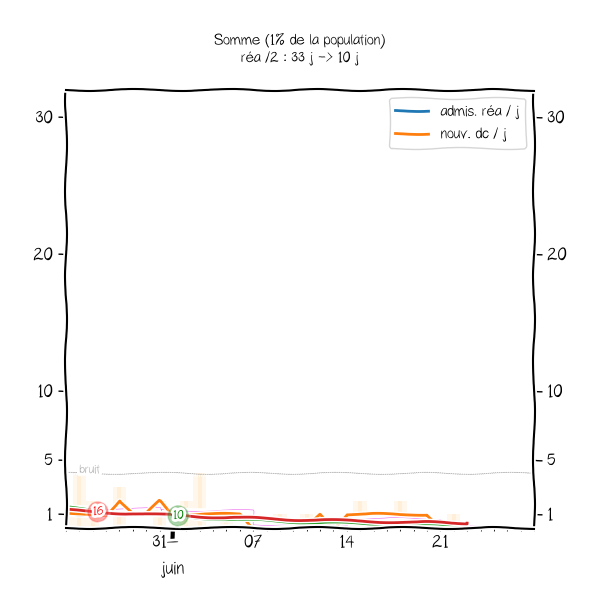 Somme (1% de la population)
réa /2 : 33 j -> 10 j
admis. réa / j
nouv. dc / j
30
30
20
20
10
10
5
5
bruit
1
1
16
10
31
07
14
21
juin